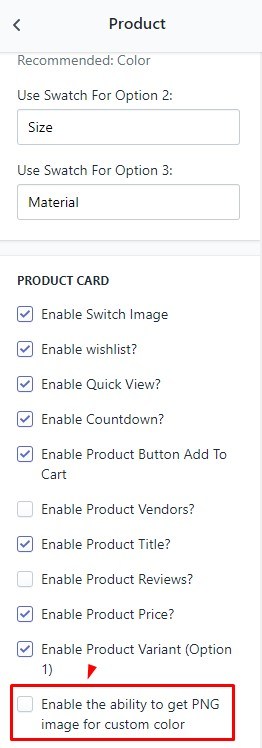 Product
Recommended: Color
Use Swatch For Option 2:
Size
Use Swatch For Option 3:
Material
PRODUCT CARD
Enable Switch Image
Enable wishlist?
Enable Quick View?
Enable Countdown?
Enable Product Button Add To
Cart
Enable Product Vendors?
Enable Product Title?
Enable Product Reviews?
Enable Product Price?
Enable Product Variant (Option
1)
Enable the ability to get PNG
image for custom color